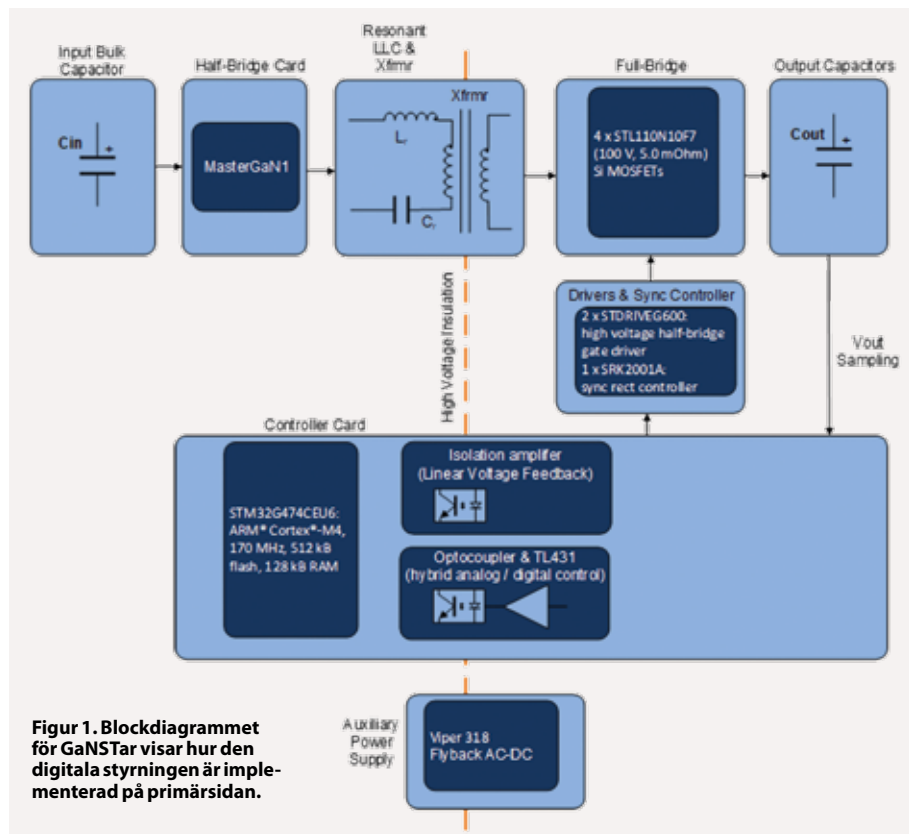 Input Bulk
Capacitor
Half-Bridge Card
Resonant
LLC &
Xfrmr
Full-Bridge
Output Capacitors
Cin
+
MasterGaN1
Xfrmr
Lr
Cr
4 x STL110N10F7
(100 V, 5.0 mOhm)
Si MOSFETs
Cout
+
High Voltage Insulation
Drivers & Sync Controller
2 x STDRIVEG600:
high voltage half-bridge
gate driver
1 x SRK2001A:
sync rect controller
Vout
Sampling
Controller Card
STM32G474CEU6:
ARM® Cortex®-M4,
170 MHz, 512 kB
flash, 128 kB RAM
Isolation amplifer
(Linear Voltage Feedback)
Optocoupler & TL431
(hybrid analog / digital control)
Auxiliary
Power
Supply
Viper 318
Flyback AC-DC
Figur 1. Blockdiagrammet
för GaNSTar visar hur den
digitala styrningen är imple-
menterad på primärsidan.